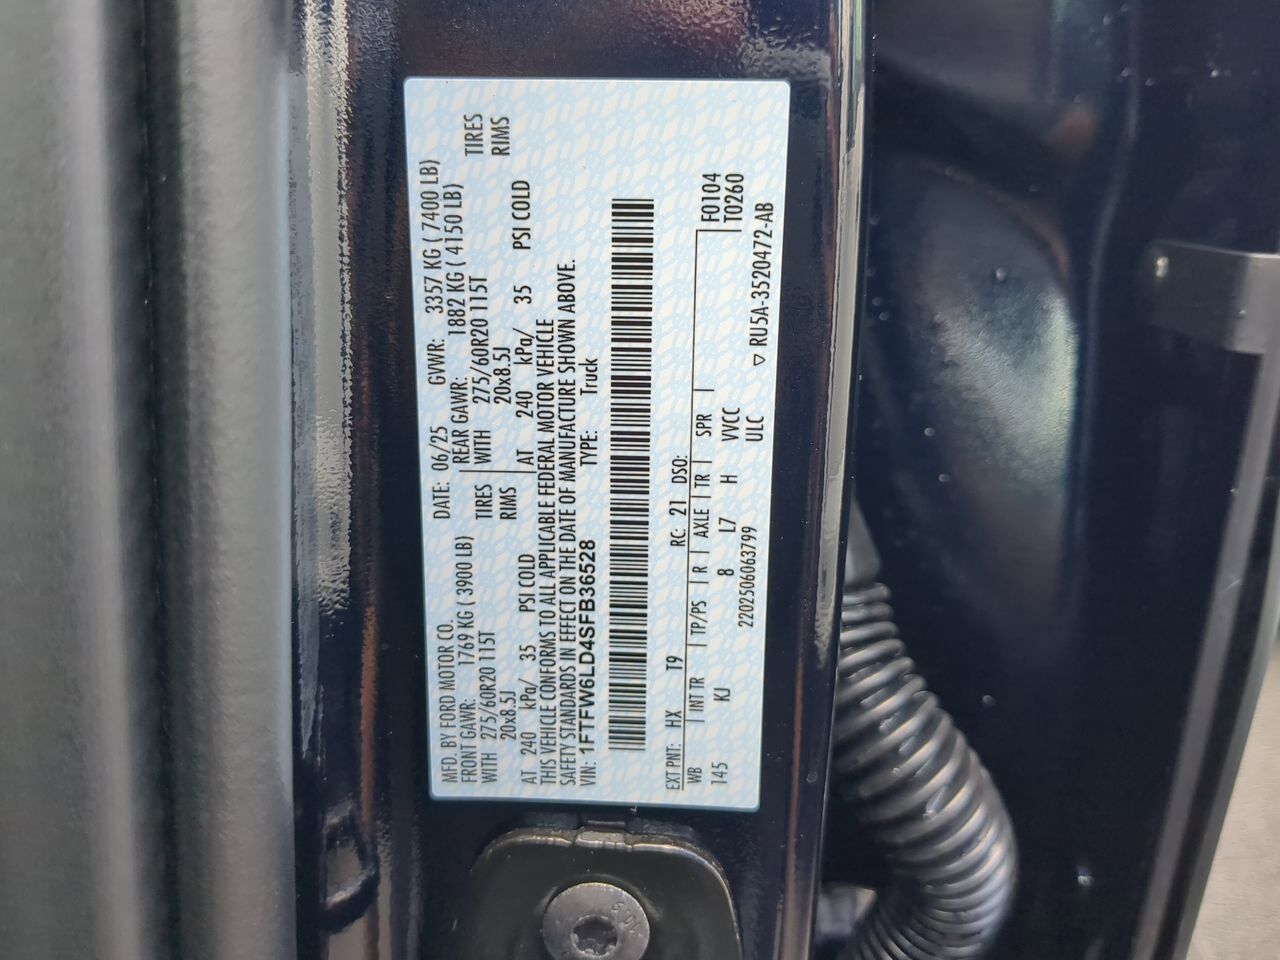 MFD. BY FORD MOTOR CO. DATE: 06/25 GVWR: 3357 KG ( 7400 LB)
FRONT GAWR: 1769 KG ( 3900 LB) REAR GAWR: 1882 KG ( 4150 LB)
WITH 275/60R20 115T TIRES WITH 275/60R20 115T TIRES
20x8.5J RIMS 20x8.5J RIMS
AT 240 kPa/ 35 PSI COLD AT 240 kPa/ 35 PSI COLD
THIS VEHICLE CONFORMS TO ALL APPLICABLE FEDERAL MOTOR VEHICLE
SAFETY STANDARDS IN EFFECT ON THE DATE OF MANUFACTURE SHOWN ABOVE.
VIN: 1FTFW6LD4SFB36528 TYPE: Truck
EXT PNT: HX T9 RC: 21 DSO:
WB INT TR TP/PS R AXLE TR SPR F0104
145 KJ 8 L7 H VVCC T0260
2202506063799 ULC ▽ RU5A-3520472-AB
10.9